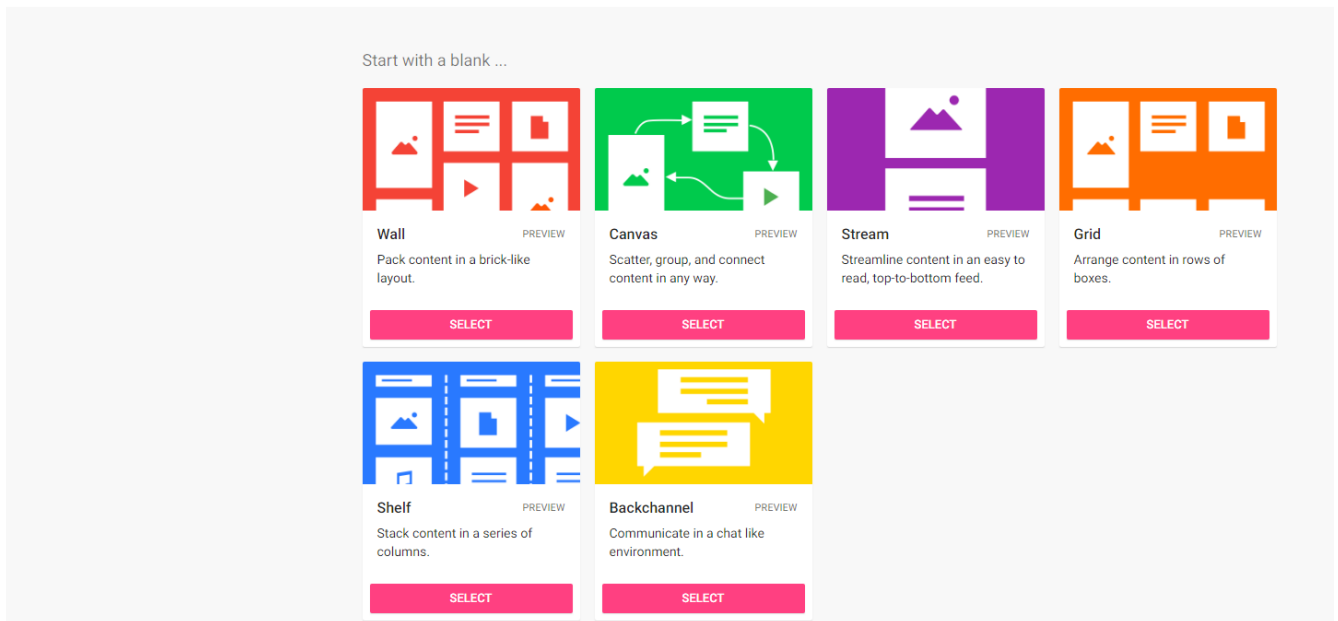 Start with a blank ...
Wall
PREVIEW
Pack content in a brick-like
layout.
SELECT
Canvas
PREVIEW
Scatter, group, and connect
content in any way.
SELECT
Stream
PREVIEW
Streamline content in an easy to
read, top-to-bottom feed.
SELECT
Grid
PREVIEW
Arrange content in rows of
boxes.
SELECT
Shelf
PREVIEW
Stack content in a series of
columns.
SELECT
Backchannel
PREVIEW
Communicate in a chat like
environment.
SELECT